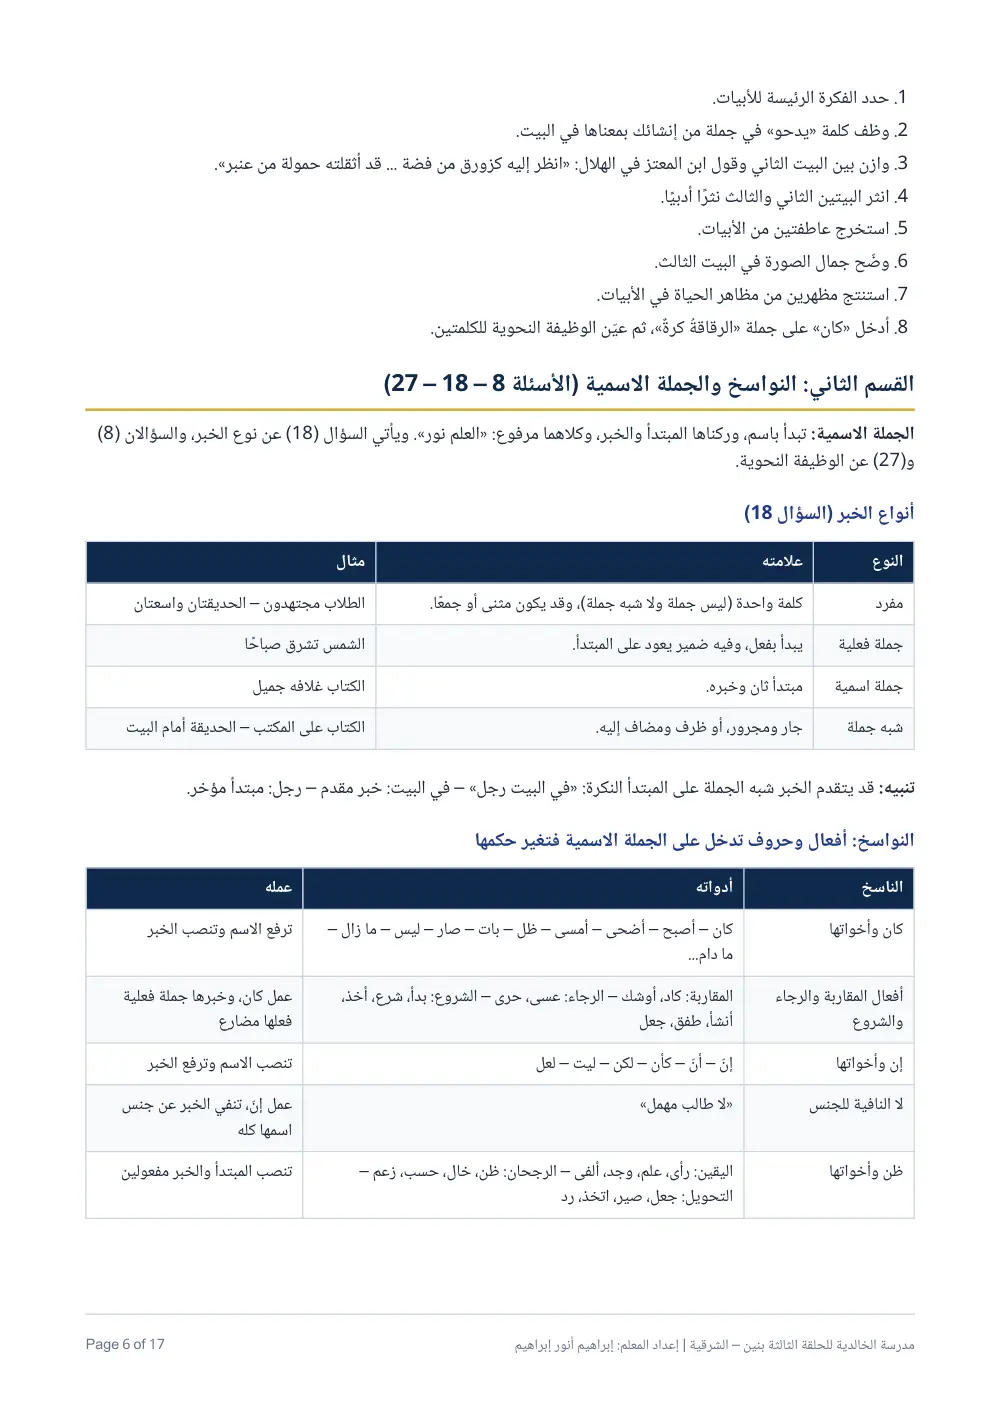 1. حدد الفكرة الرئيسة للأبيات.
2. وظف كلمة «يدحو» في جملة من إنشائك بمعناها في البيت.
3. وازن بين البيت الثاني وقول ابن المعتز في الهلال: «انظر إليه كزورق من فضة ... قد أثقلته حمولة من عنبر».
4. انثر البيتين الثاني والثالث نثرًا أدبيًا.
5. استخرج عاطفتين من الأبيات.
6. وضّح جمال الصورة في البيت الثالث.
7. استنتج مظهرين من مظاهر الحياة في الأبيات.
8. أدخل «كان» على جملة «الرقاقةُ كرةٌ»، ثم عيّن الوظيفة النحوية للكلمتين.
القسم الثاني: النواسخ والجملة الاسمية (الأسئلة 8 – 18 – 27)
الجملة الاسمية: تبدأ باسم، وركناها المبتدأ والخبر، وكلاهما مرفوع: «العلم نور». ويأتي السؤال (18) عن نوع الخبر، والسؤالان (8)
و(27) عن الوظيفة النحوية.
أنواع الخبر (السؤال 18)
النوع علامته مثال
مفرد كلمة واحدة (ليس جملة ولا شبه جملة)، وقد يكون مثنى أو جمعًا. الطلاب مجتهدون – الحديقتان واسعتان
جملة فعلية يبدأ بفعل، وفيه ضمير يعود على المبتدأ. الشمس تشرق صباحًا
جملة اسمية مبتدأ ثان وخبره. الكتاب غلافه جميل
شبه جملة جار ومجرور، أو ظرف ومضاف إليه. الكتاب على المكتب – الحديقة أمام البيت
تنبيه: قد يتقدم الخبر شبه الجملة على المبتدأ النكرة: «في البيت رجل» – في البيت: خبر مقدم – رجل: مبتدأ مؤخر.
النواسخ: أفعال وحروف تدخل على الجملة الاسمية فتغير حكمها
الناسخ أدواته عمله
كان وأخواتها كان – أصبح – أضحى – أمسى – ظل – بات – صار – ليس – ما زال – ترفع الاسم وتنصب الخبر
ما دام...
أفعال المقاربة والرجاء المقاربة: كاد، أوشك – الرجاء: عسى، حرى – الشروع: بدأ، شرع، أخذ، عمل كان، وخبرها جملة فعلية
والشروع أنشأ، طفق، جعل فعلها مضارع
إن وأخواتها إنّ – أنّ – كأن – لكن – ليت – لعل تنصب الاسم وترفع الخبر
لا النافية للجنس «لا طالب مهمل» عمل إنّ، تنفي الخبر عن جنس
اسمها كله
ظن وأخواتها اليقين: رأى، علم، وجد، ألفى – الرجحان: ظن، خال، حسب، زعم – تنصب المبتدأ والخبر مفعولين
التحويل: جعل، صير، اتخذ، رد
مدرسة الخالدية للحلقة الثالثة بنين – الشرقية | إعداد المعلم: إبراهيم أنور إبراهيم Page 6 of 17